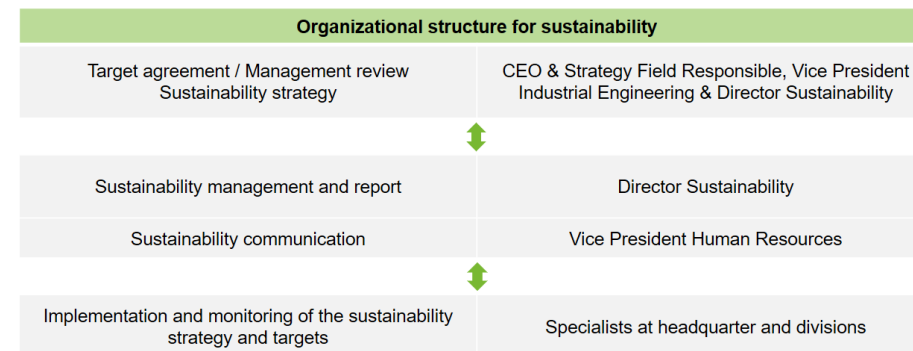 Organizational structure for sustainability
Target agreement / Management review
Sustainability strategy
CEO & Strategy Field Responsible, Vice President
Industrial Engineering & Director Sustainability
Sustainability management and report
Director Sustainability
Sustainability communication
Vice President Human Resources
Implementation and monitoring of the sustainability
strategy and targets
Specialists at headquarter and divisions